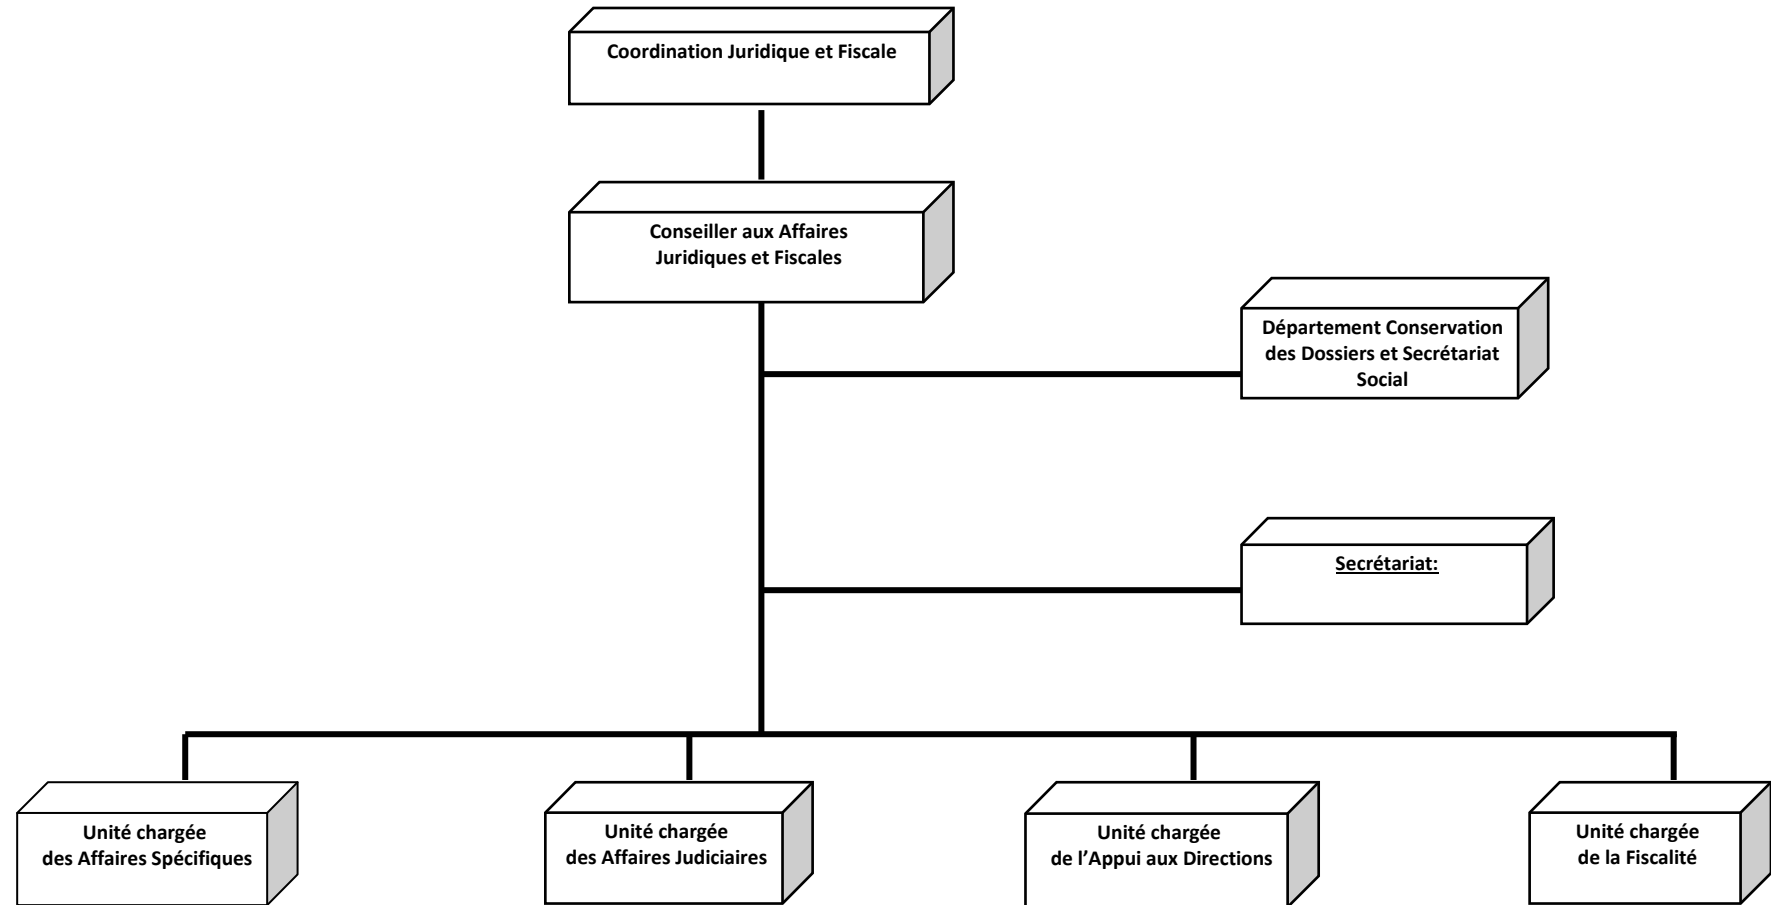 Coordination Juridique et Fiscale
Conseiller aux Affaires
Juridiques et Fiscales
Département Conservation
des Dossiers et Secrétariat
Social
Secrétariat:
Unité chargée
des Affaires Spécifiques
Unité chargée
des Affaires Judiciaires
Unité chargée
de l’Appui aux Directions
Unité chargée
de la Fiscalité